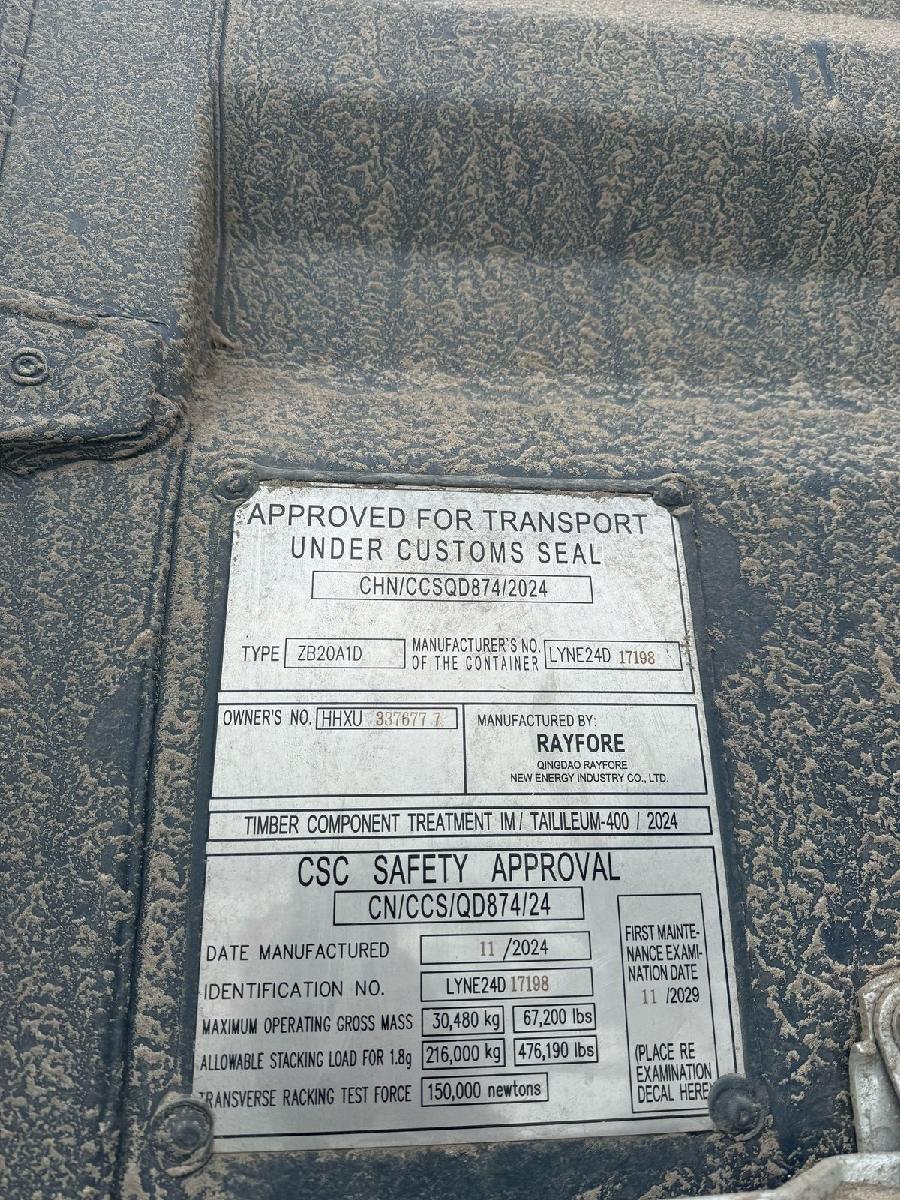 APPROVED FOR TRANSPORT
UNDER CUSTOMS SEAL
CHN/CCSQD874/2024
TYPE ZB20A1D MANUFACTURER'S NO. OF THE CONTAINER LYNE24D 17198
OWNER'S NO. HHXU 337677 7
MANUFACTURED BY:
RAYFORE
QINGDAO RAYFORE
NEW ENERGY INDUSTRY CO., LTD.
TIMBER COMPONENT TREATMENT IM / TAILILEUM-400 / 2024
CSC SAFETY APPROVAL
CN/CCS/QD874/24
DATE MANUFACTURED 11 /2024
IDENTIFICATION NO. LYNE24D 17198
MAXIMUM OPERATING GROSS MASS 30,480 kg 67,200 lbs
ALLOWABLE STACKING LOAD FOR 1.8g 216,000 kg 476,190 lbs
TRANSVERSE RACKING TEST FORCE 150,000 newtons
FIRST MAINTE-
NANCE EXAMI-
NATION DATE
11 /2029
(PLACE RE
EXAMINATION
DECAL HERE)